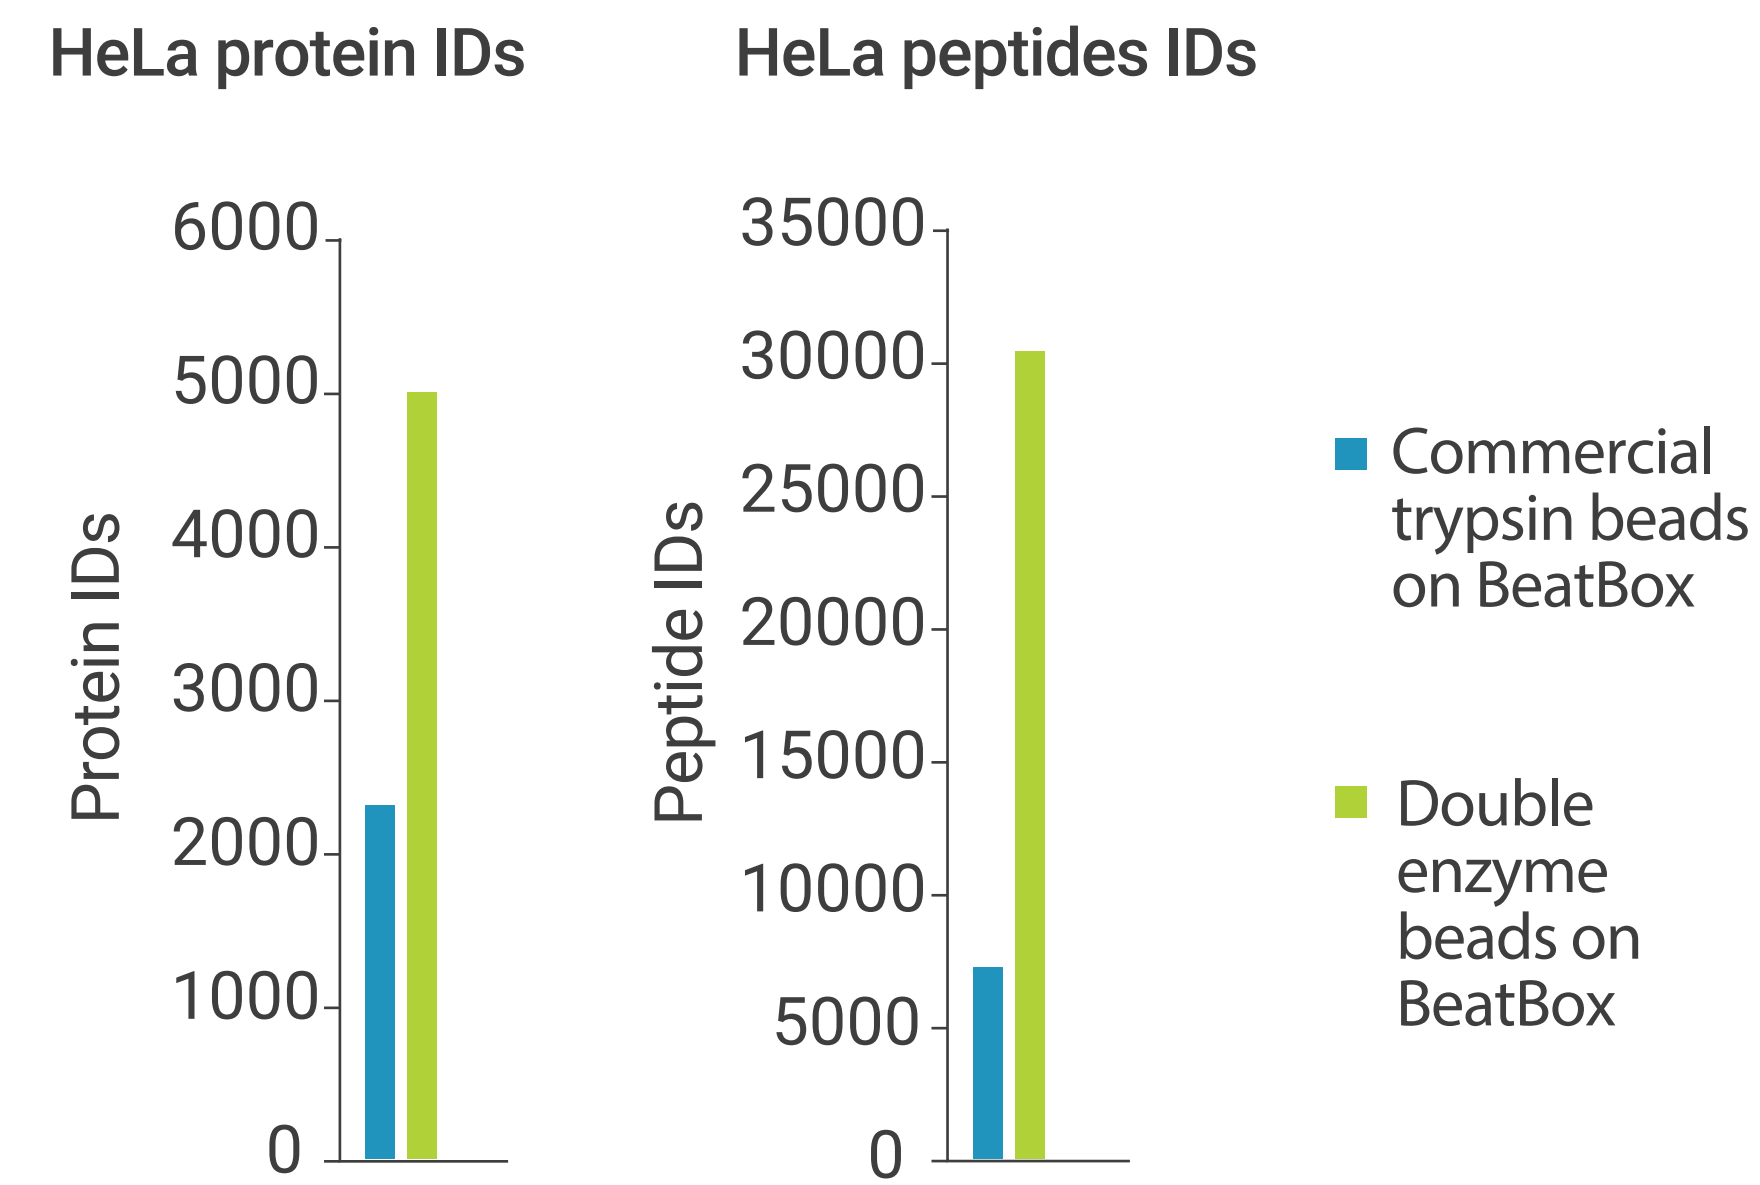 HeLa protein IDs
6000
5000
4000
3000
2000
1000
0
Protein IDs
HeLa peptides IDs
35000
30000
25000
20000
15000
10000
5000
0
Peptide IDs
Commercial
trypsin beads
on BeatBox
Double
enzyme
beads on
BeatBox